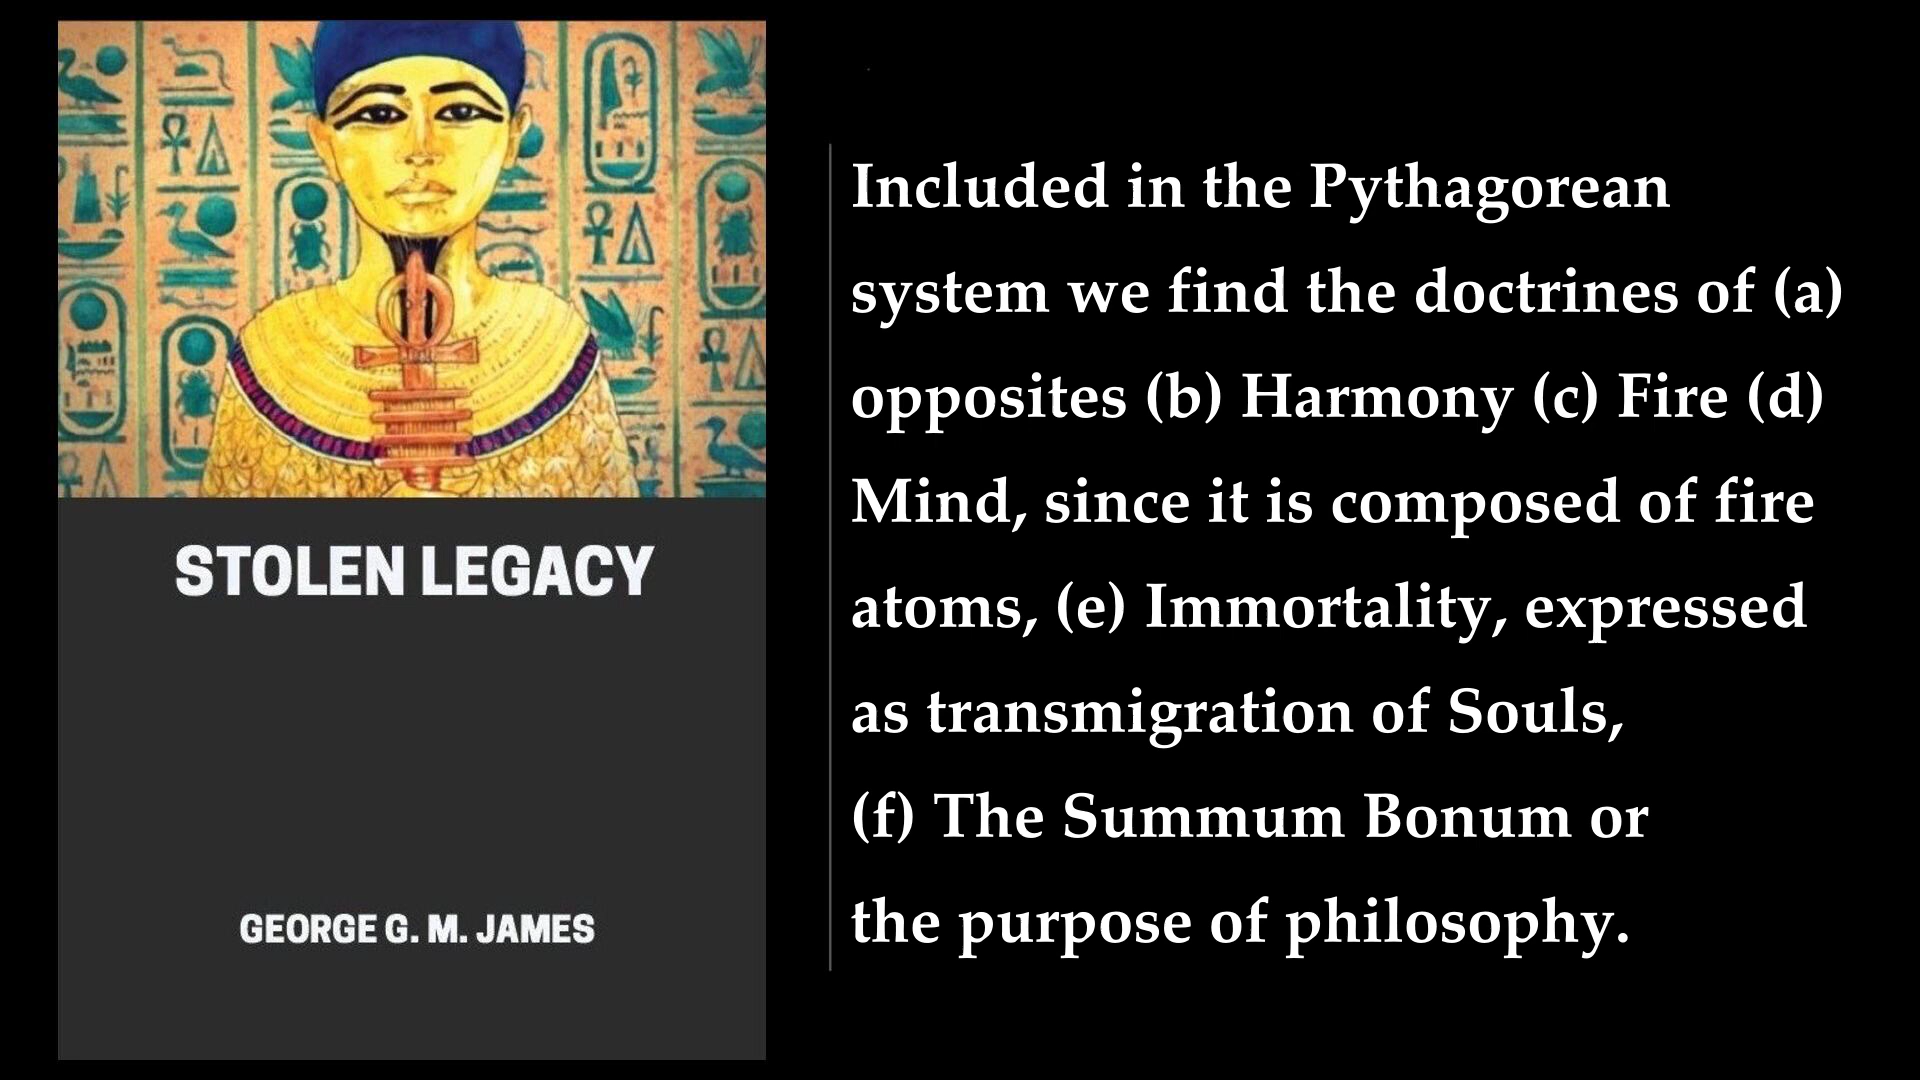 STOLEN LEGACY
GEORGE G. M. JAMES
Included in the Pythagorean
system we find the doctrines of (a)
opposites (b) Harmony (c) Fire (d)
Mind, since it is composed of fire
atoms, (e) Immortality, expressed
as transmigration of Souls,
(f) The Summum Bonum or
the purpose of philosophy.